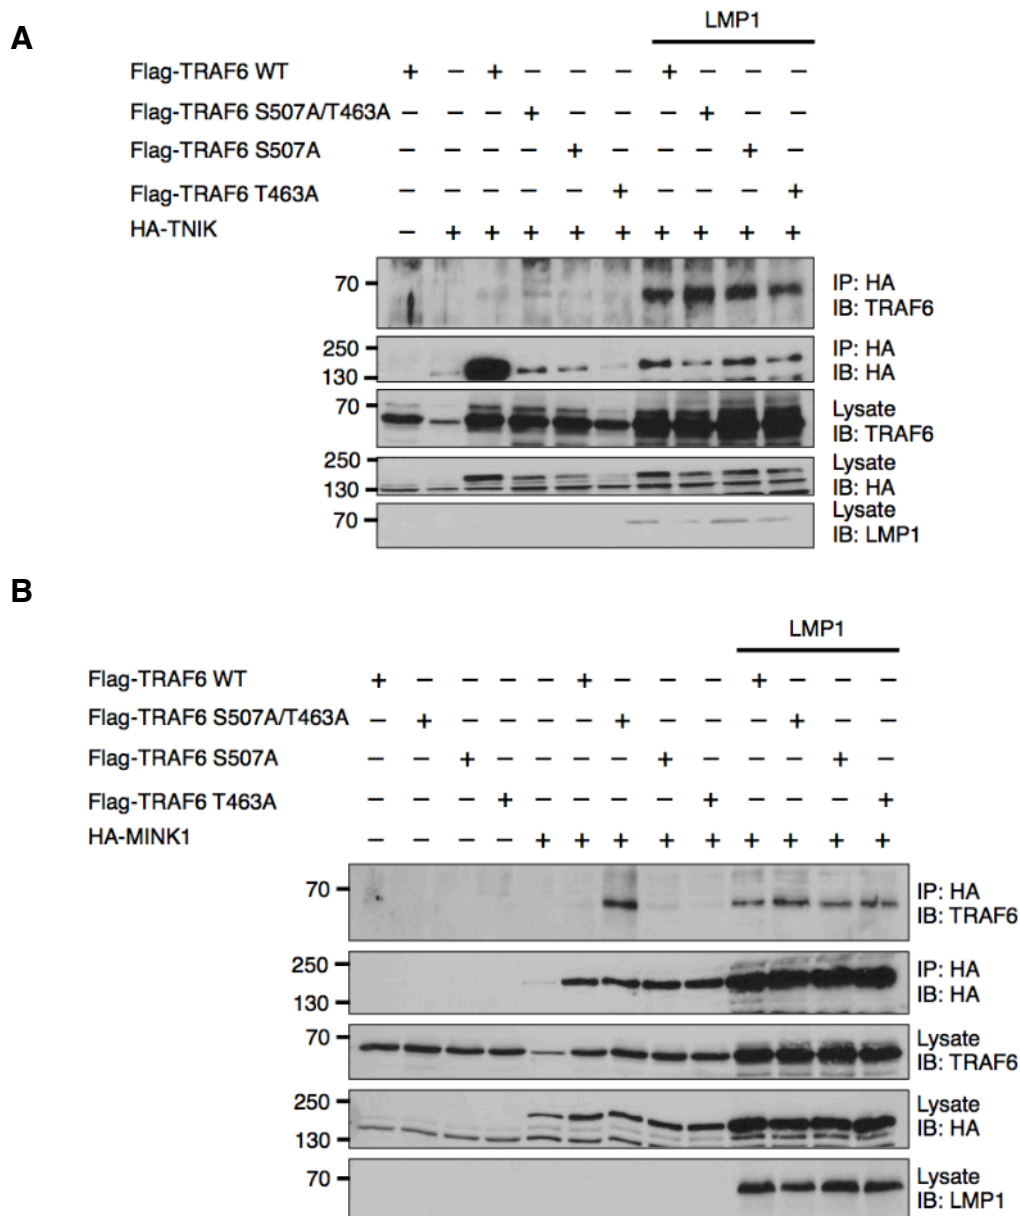 A
LMP1
Flag-TRAF6 WT + – + – – – + – – –
Flag-TRAF6 S507A/T463A – – – + – – – + – –
Flag-TRAF6 S507A – – – – + – – – + –
Flag-TRAF6 T463A – – – – – + – – – +
HA-TNIK – + + + + + + + + +
70
IP: HA
IB: TRAF6
250
130
IP: HA
IB: HA
70
Lysate
IB: TRAF6
250
130
Lysate
IB: HA
70
Lysate
IB: LMP1
B
LMP1
Flag-TRAF6 WT + – – – – + – – – + – – –
Flag-TRAF6 S507A/T463A – + – – – – + – – – + – –
Flag-TRAF6 S507A – – + – – – – + – – – + –
Flag-TRAF6 T463A – – – + – – – – + – – – +
HA-MINK1 – – – – + + + + + + + + +
70
IP: HA
IB: TRAF6
250
130
IP: HA
IB: HA
70
Lysate
IB: TRAF6
250
130
Lysate
IB: HA
70
Lysate
IB: LMP1